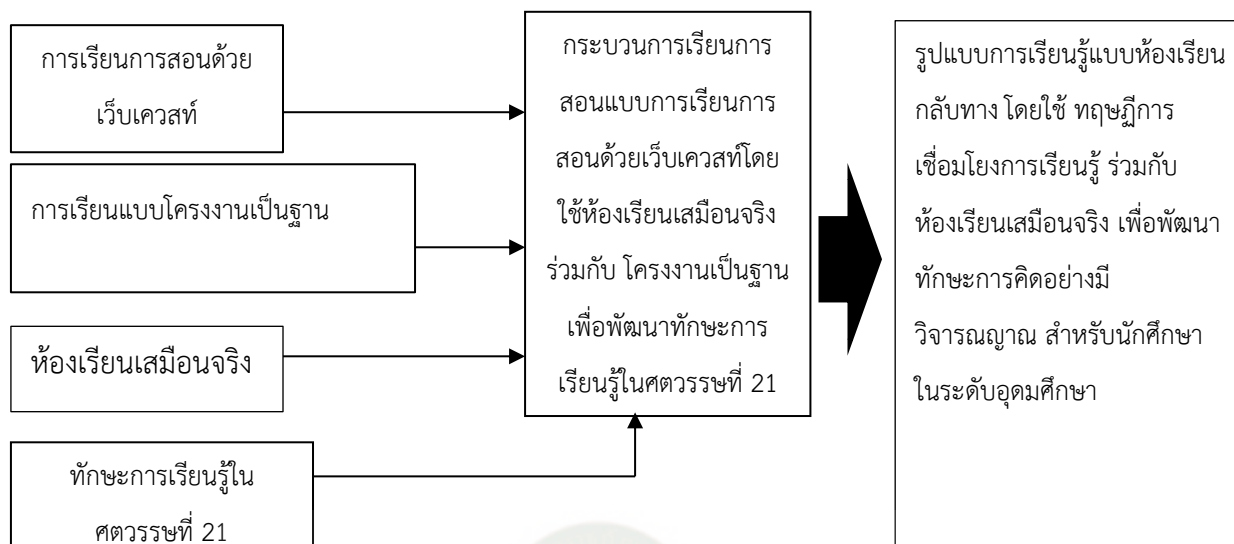 การเรียนการสอนด้วย
เว็บเควสท์
การเรียนแบบโครงงานเป็นฐาน
ห้องเรียนเสมือนจริง
ทักษะการเรียนรู้ใน
ศตวรรษที่ 21
กระบวนการเรียนการ
สอนแบบการเรียนการ
สอนด้วยเว็บเควสท์โดย
ใช้ห้องเรียนเสมือนจริง
ร่วมกับ โครงงานเป็นฐาน
เพื่อพัฒนาทักษะการ
เรียนรู้ในศตวรรษที่ 21
รูปแบบการเรียนรู้แบบห้องเรียน
กลับทาง โดยใช้ ทฤษฎีการ
เชื่อมโยงการเรียนรู้ ร่วมกับ
ห้องเรียนเสมือนจริง เพื่อพัฒนา
ทักษะการคิดอย่างมี
วิจารณญาณ สำหรับนักศึกษา
ในระดับอุดมศึกษา